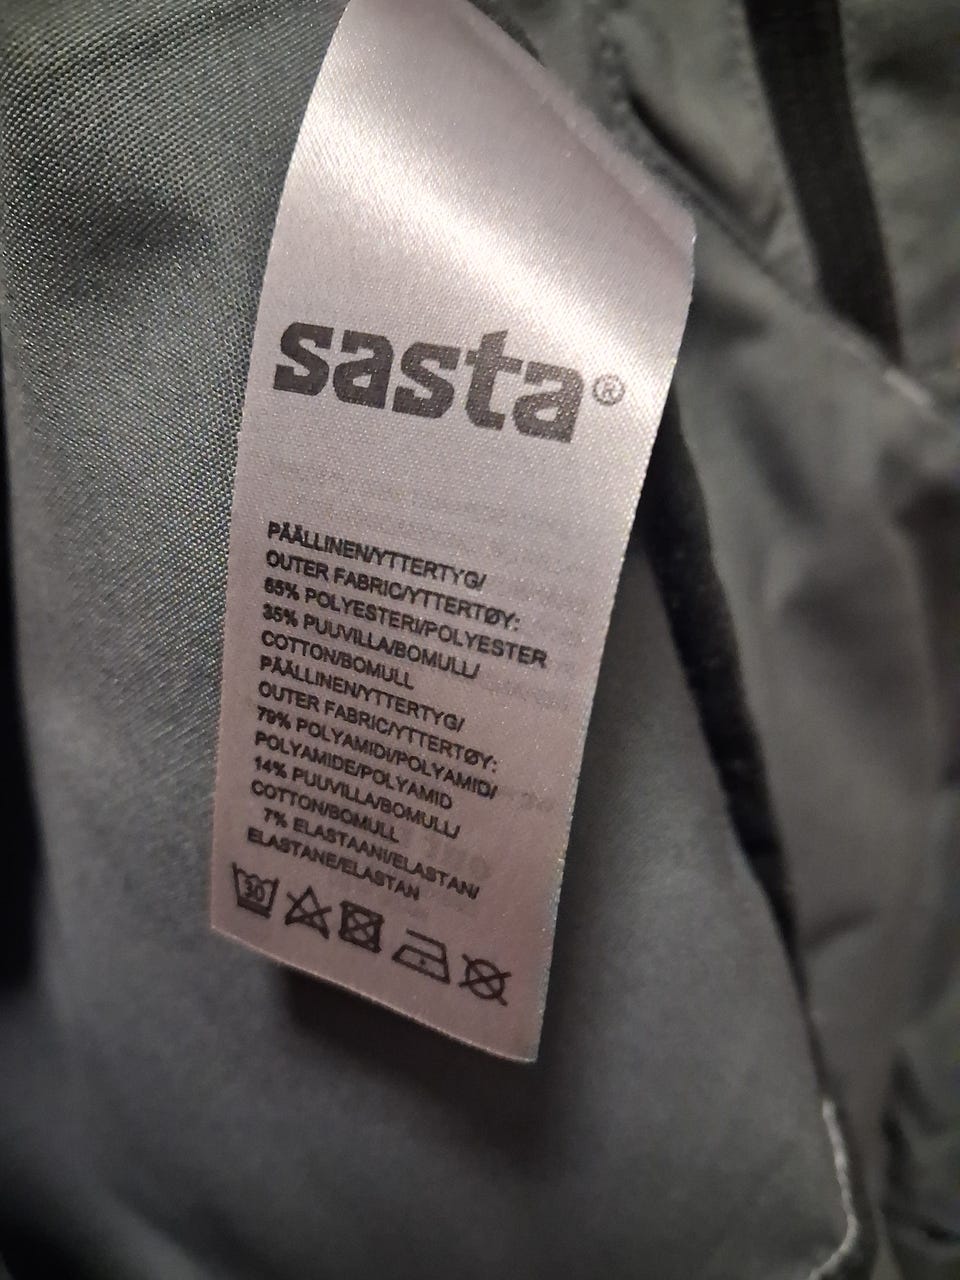 sasta®
PÄÄLLINEN/YTTERTYG/
OUTER FABRIC/YTTERTØY:
65% POLYESTERI/POLYESTER
35% PUUVILLA/BOMULL/
COTTON/BOMULL
PÄÄLLINEN/YTTERTYG/
OUTER FABRIC/YTTERTØY:
79% POLYAMIDI/POLYAMID/
POLYAMIDE/POLYAMID
14% PUUVILLA/BOMULL/
COTTON/BOMULL
7% ELASTAANI/ELASTAN/
ELASTANE/ELASTAN
30